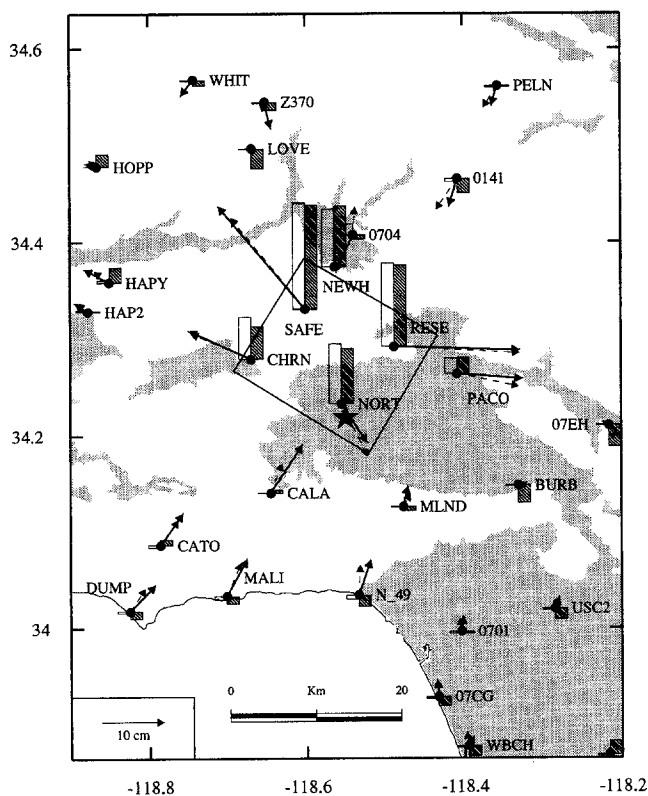 34.6
WHIT
PELN
Z370
LOVE
HOPP
0141
34.4
0704
NEWH
HAPY
HAP2
SAFE
RESE
CHRN
PACO
NORT
07EH
34.2
CALA
BURB
MLND
CATO
DUMP
MALI
N_49
USC2
34
0701
0 Km 20
07CG
10 cm
WBCH
-118.8 -118.6 -118.4 -118.2